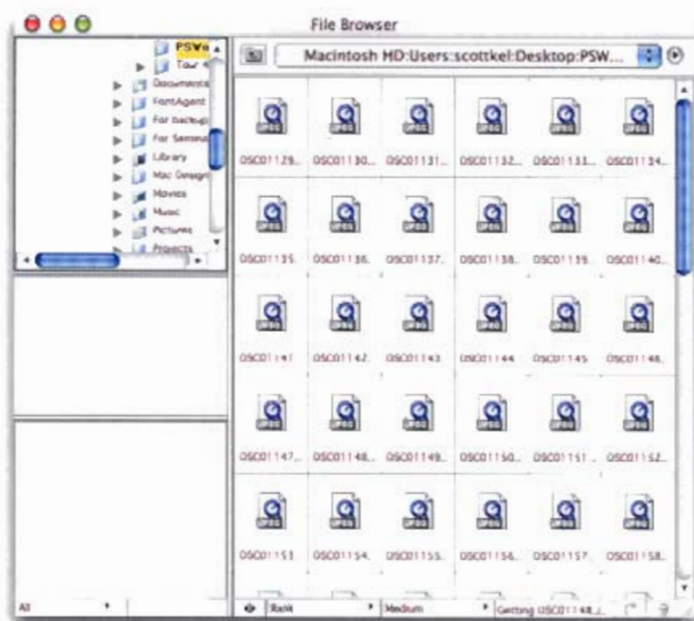 File Browser
Macintosh HD:Users:scottkel:Desktop:PSW...
PSW
Documents
FontAgent
For backup
For Semina
Library
Mac Design
Movies
Music
Pictures
Projects
DSC01129... DSC01130... DSC01131... DSC01132... DSC01133... DSC01134...
DSC01135. DSC01136. DSC01137. DSC01138. DSC01139. DSC01140.
DSC01141 DSC01142. DSC01143 DSC01144 DSC01145 DSC01146.
DSC01147... DSC01148... DSC01149... DSC01150... DSC01151... DSC01152...
DSC01153. DSC01154. DSC01155. DSC01156. DSC01157. DSC01158.
All Rank Medium Getting DSC01148.J